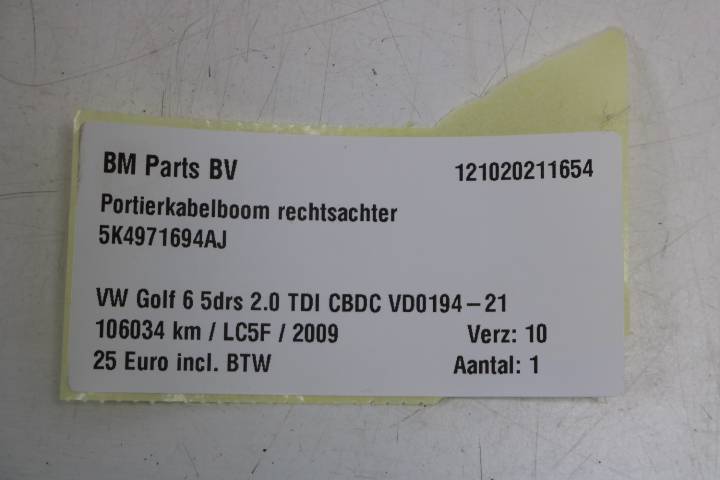 BM Parts BV 121020211654
Portierkabelboom rechtsachter
5K4971694AJ
VW Golf 6 5drs 2.0 TDI CBDC VD0194-21
106034 km / LC5F / 2009 Verz: 10
25 Euro incl. BTW Aantal: 1